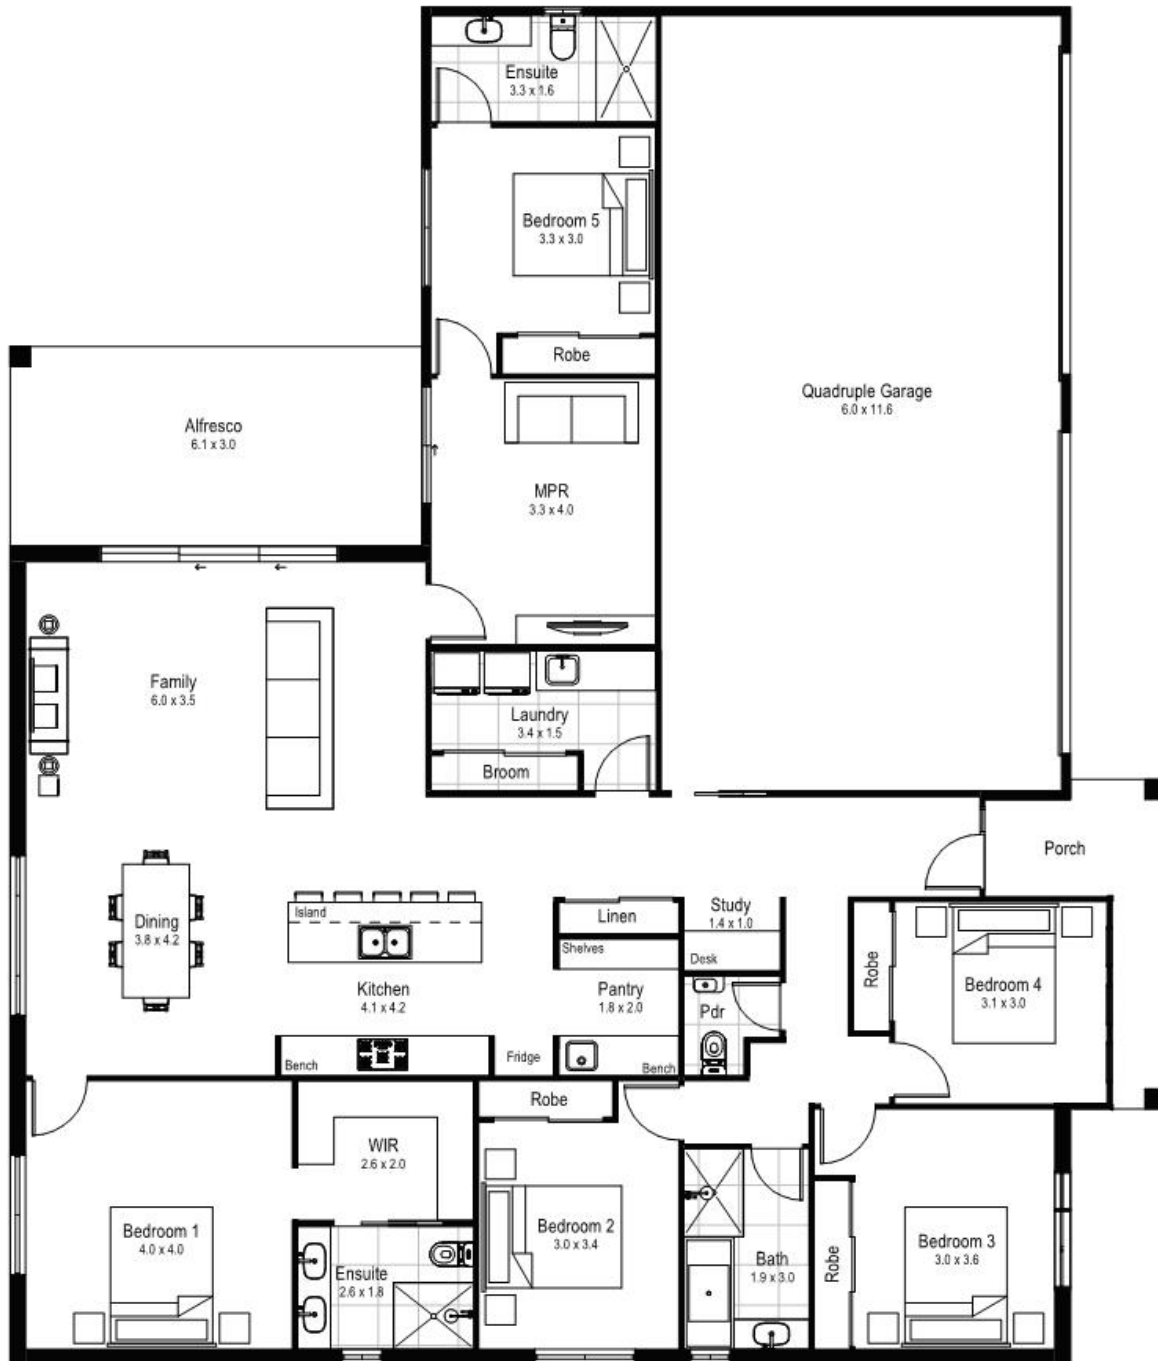 Ensuite
3.3 x 1.6
Bedroom 5
3.3 x 3.0
Robe
Quadruple Garage
6.0 x 11.6
Alfresco
6.1 x 3.0
MPR
3.3 x 4.0
Family
6.0 x 3.5
Laundry
3.4 x 1.5
Broom
Porch
Dining
3.8 x 4.2
Island
Kitchen
4.1 x 4.2
Bench
Fridge
Linen
Shelves
Pantry
1.8 x 2.0
Bench
Study
1.4 x 1.0
Desk
Pdr
Robe
Bedroom 4
3.1 x 3.0
Robe
WIR
2.6 x 2.0
Bedroom 1
4.0 x 4.0
Ensuite
2.6 x 1.8
Bedroom 2
3.0 x 3.4
Bath
1.9 x 3.0
Robe
Bedroom 3
3.0 x 3.6